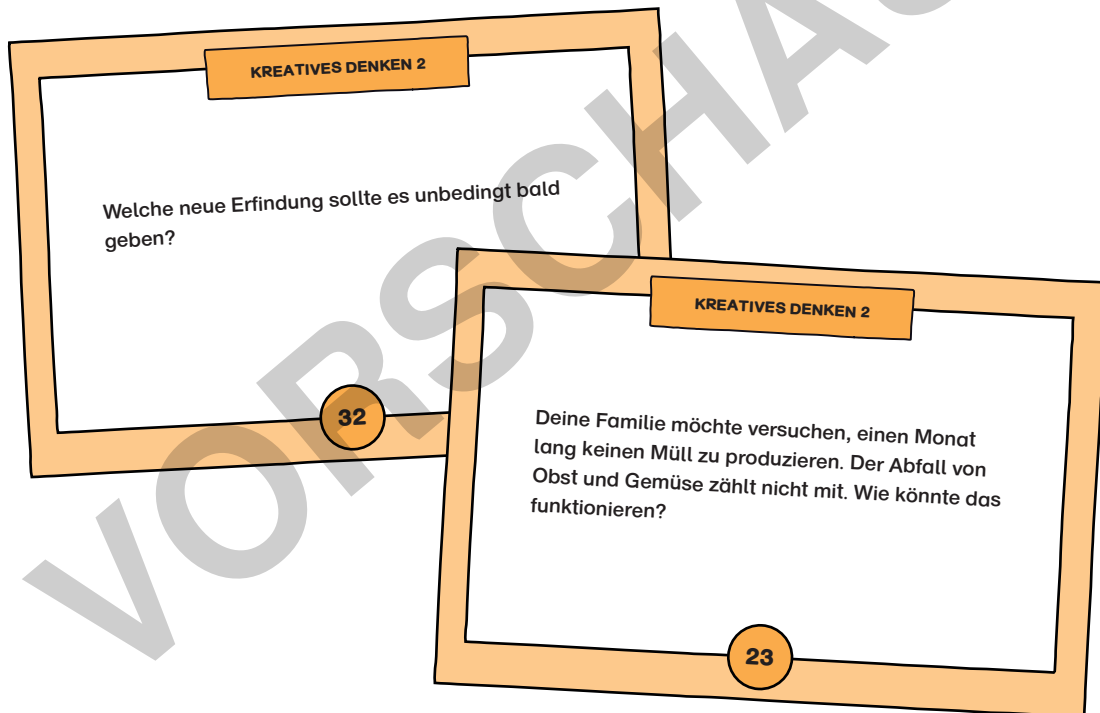 KREATIVES DENKEN 2
Welche neue Erfindung sollte es unbedingt bald
geben?
32
KREATIVES DENKEN 2
Deine Familie möchte versuchen, einen Monat
lang keinen Müll zu produzieren. Der Abfall von
Obst und Gemüse zählt nicht mit. Wie könnte das
funktionieren?
23
VORSCHAU